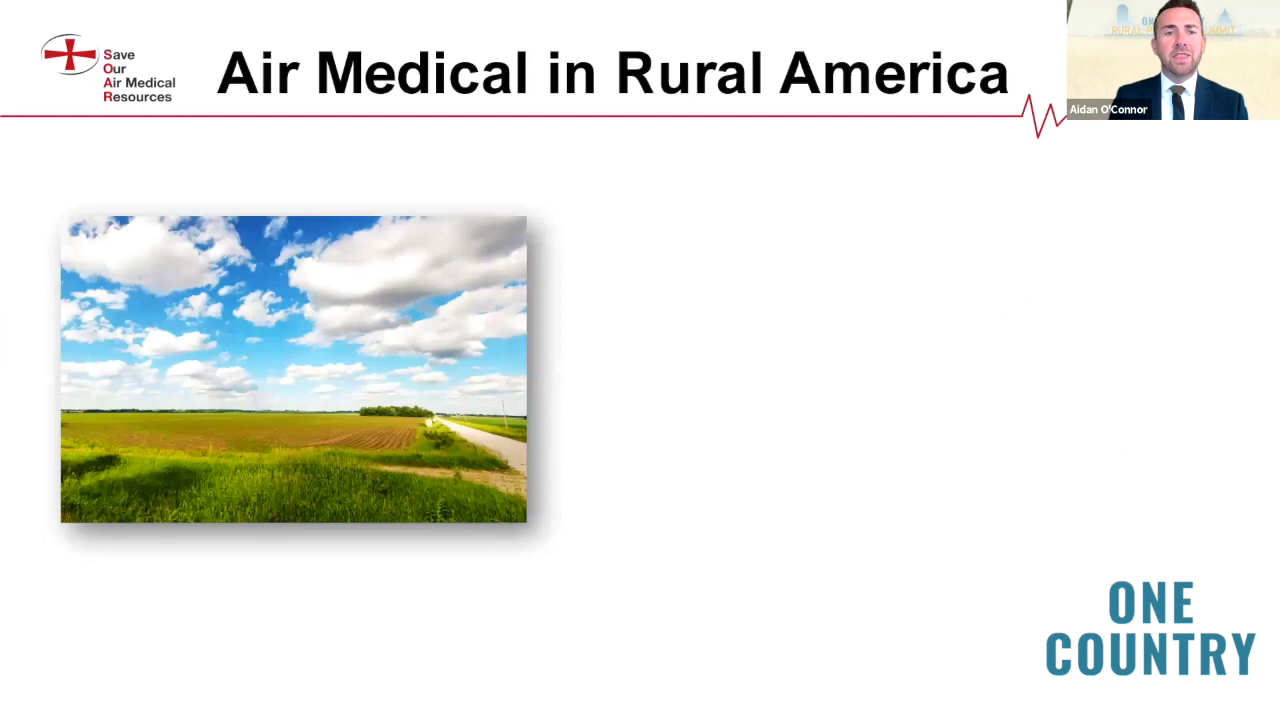 Save
Our
Air Medical
Resources
Air Medical in Rural America
Aidan O'Connor
ONE
COUNTRY